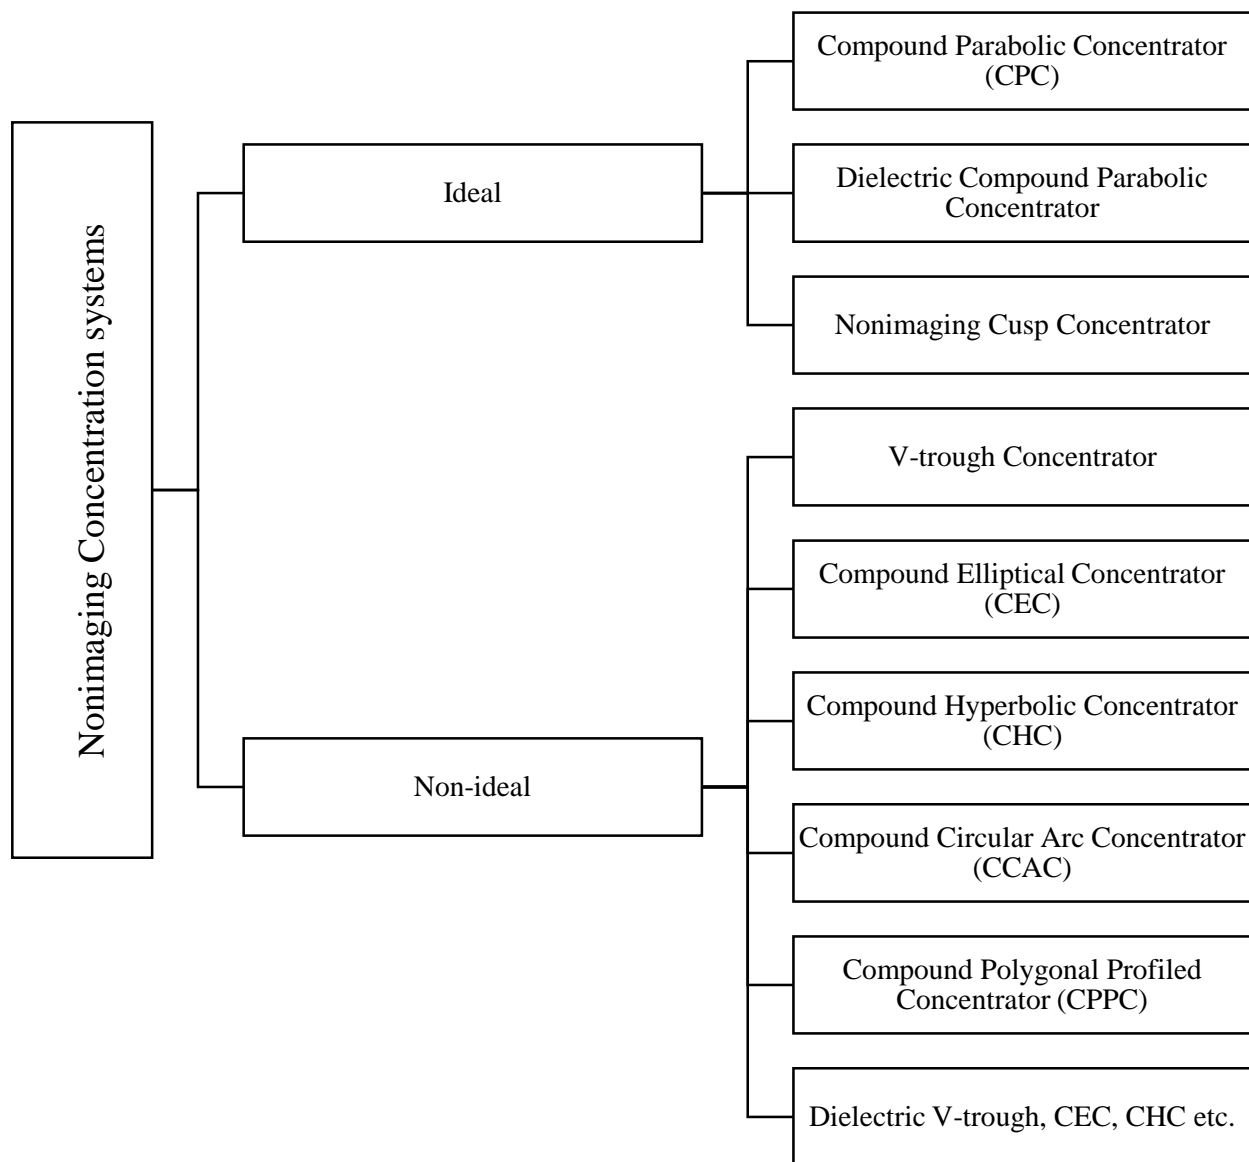 Nonimaging Concentration systems
Ideal
Compound Parabolic Concentrator
(CPC)
Dielectric Compound Parabolic
Concentrator
Nonimaging Cusp Concentrator
Non-ideal
V-trough Concentrator
Compound Elliptical Concentrator
(CEC)
Compound Hyperbolic Concentrator
(CHC)
Compound Circular Arc Concentrator
(CCAC)
Compound Polygonal Profiled
Concentrator (CPPC)
Dielectric V-trough, CEC, CHC etc.